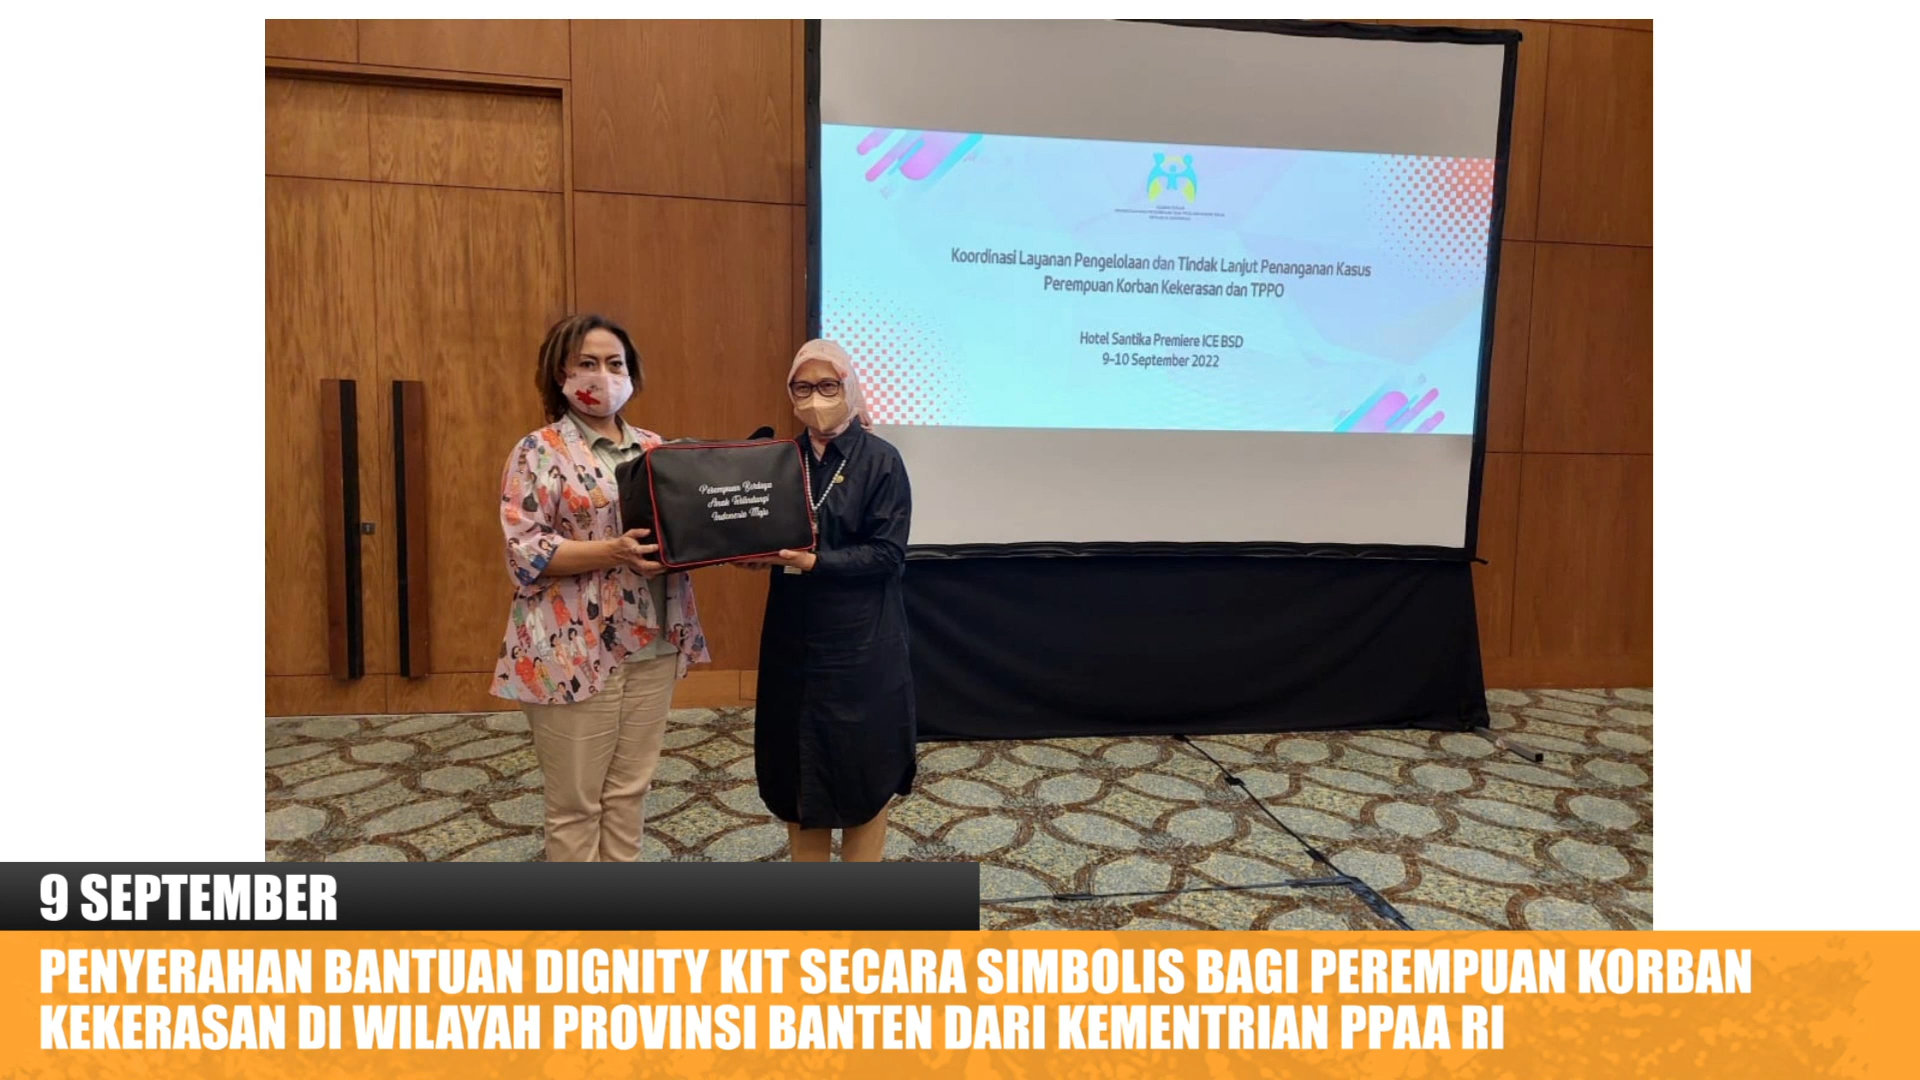 Koordinasi Layanan Pengelolaan dan Tindak Lanjut Penanganan Kasus
Perempuan Korban Kekerasan dan TPPO
Hotel Santika Premiere ICE BSD
9-10 September 2022
Perempuan Berdaya
Anak Terlindungi
Indonesia Maju
9 SEPTEMBER
PENYERAHAN BANTUAN DIGNITY KIT SECARA SIMBOLIS BAGI PEREMPUAN KORBAN
KEKERASAN DI WILAYAH PROVINSI BANTEN DARI KEMENTRIAN PPAA RI